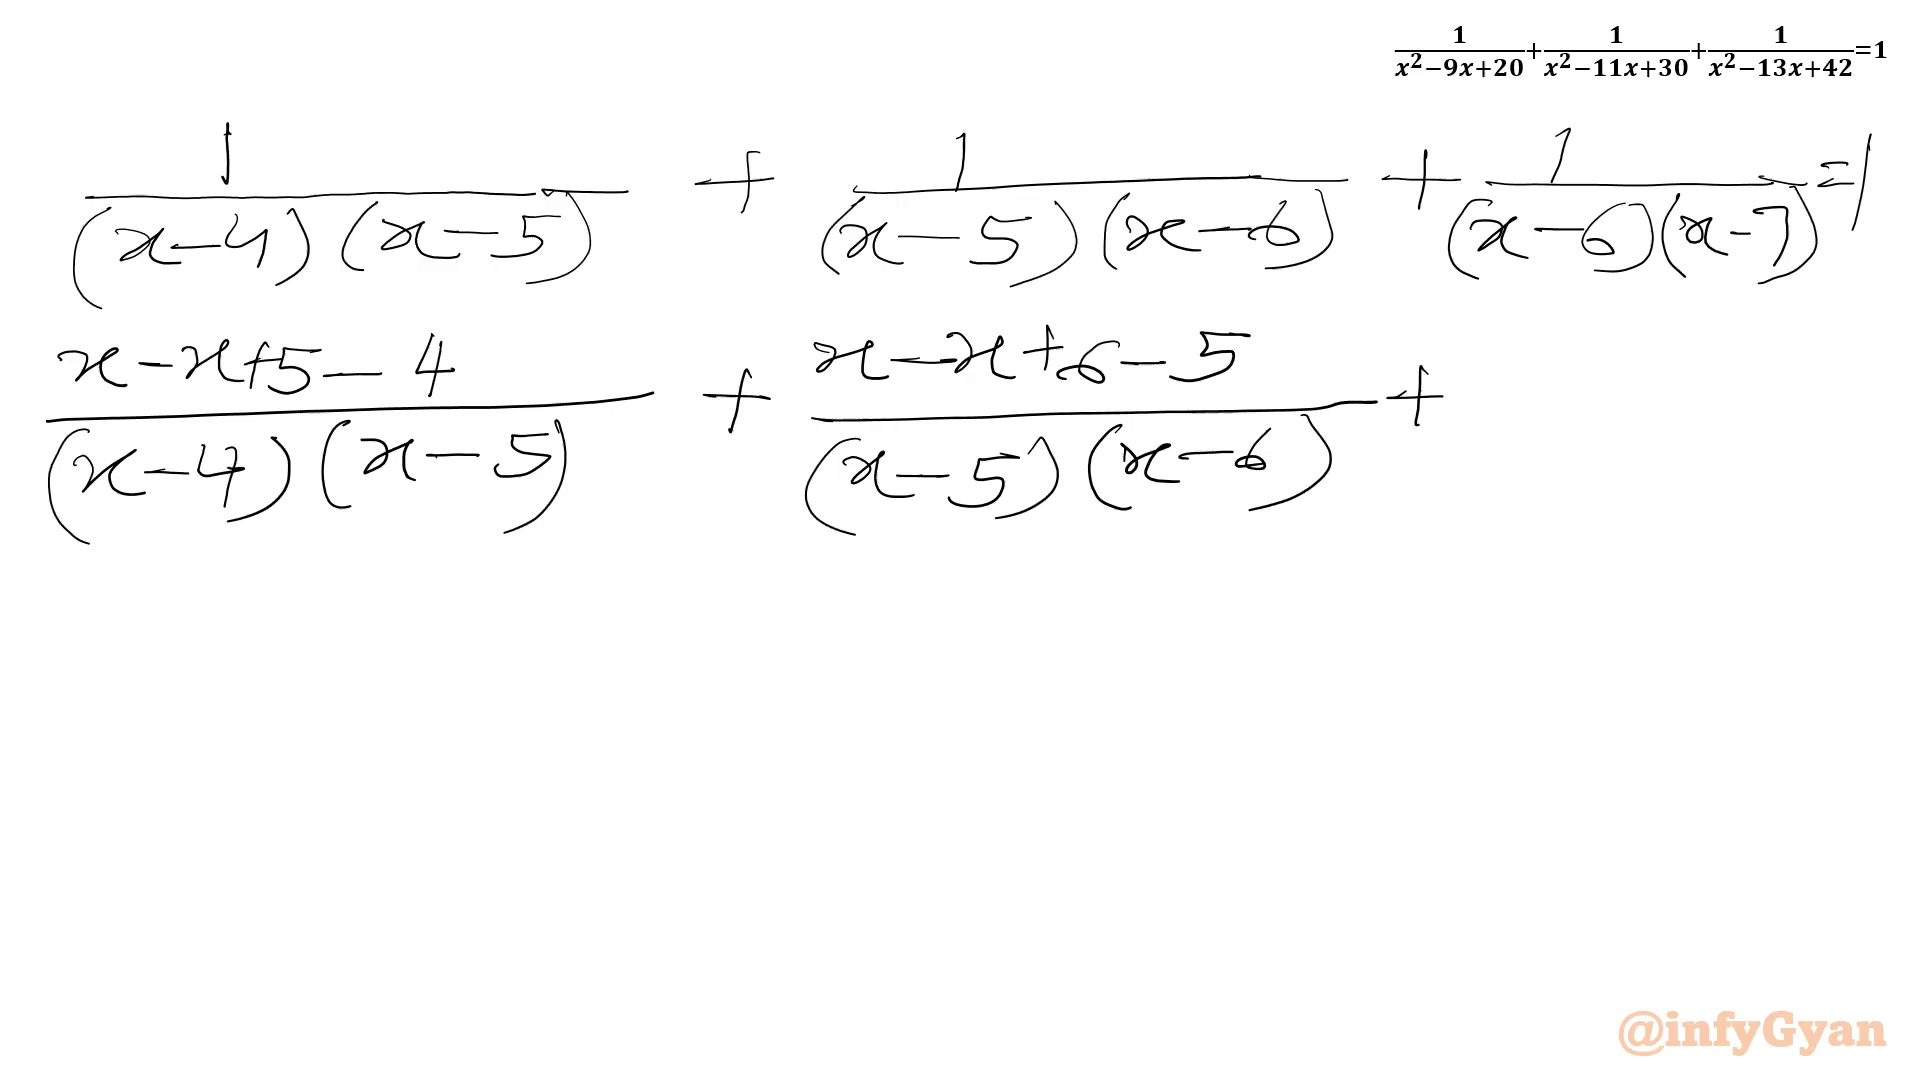 1/(x²−9x+20) + 1/(x²−11x+30) + 1/(x²−13x+42) =1
1/((x−4)(x−5)) + 1/((x−5)(x−6)) + 1/((x−6)(x−7)) =1
(x−x+5−4)/((x−4)(x−5)) + (x−x+6−5)/((x−5)(x−6)) +
@infyGyan